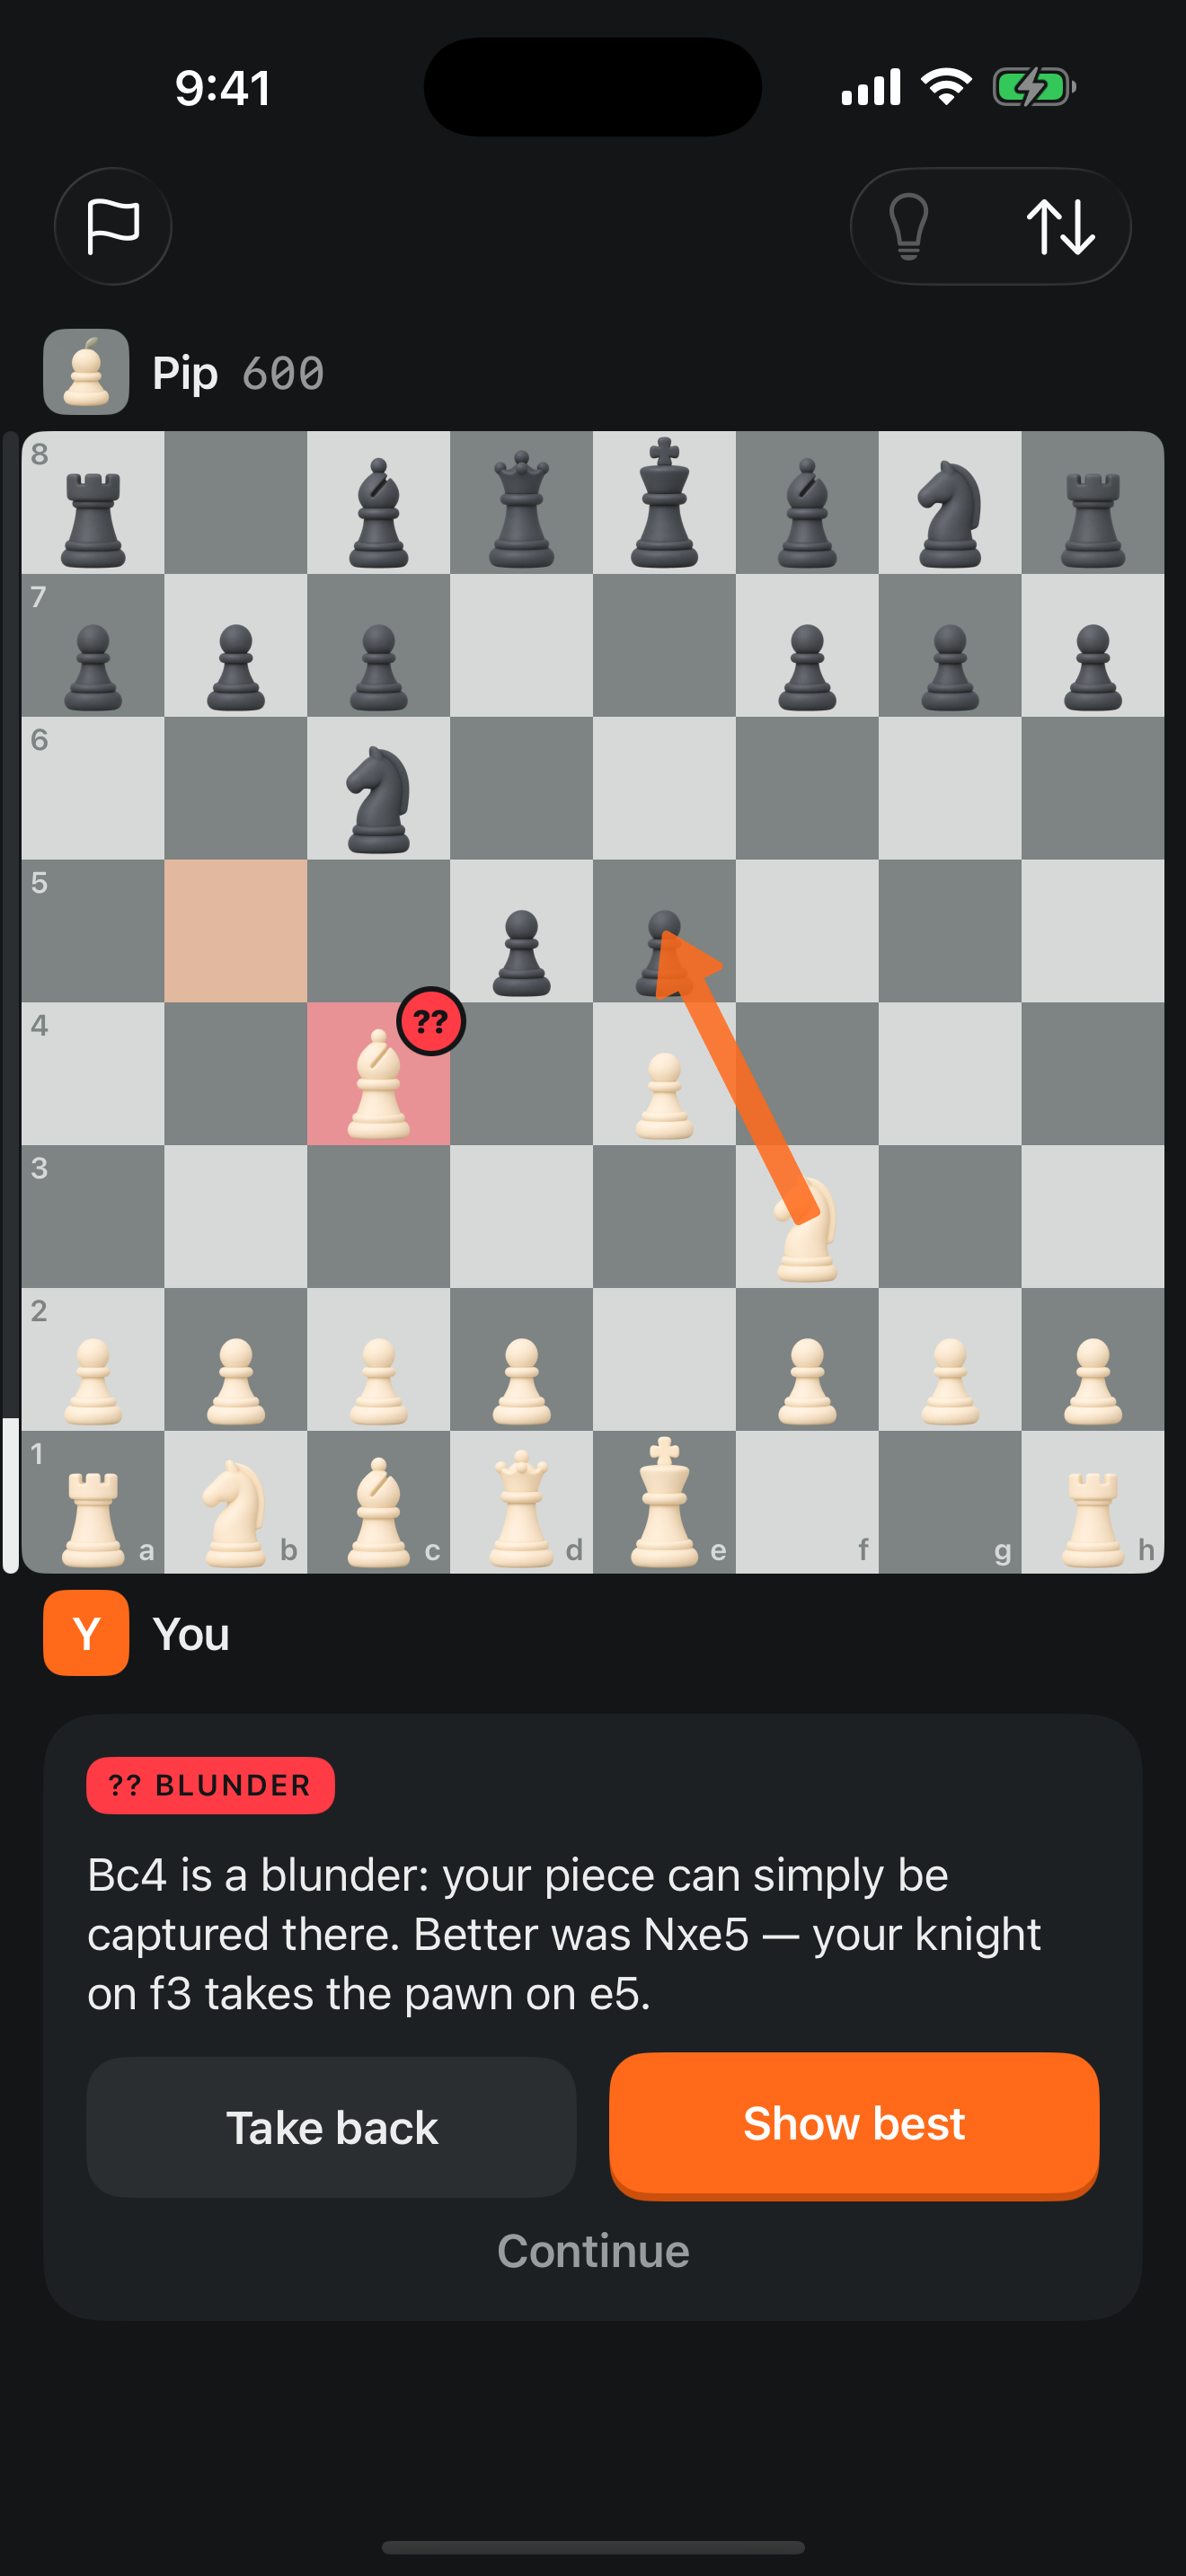 9:41
Pip 600
8
7
6
5
??
4
3
2
1
a b c d e f g h
Y You
?? BLUNDER
Bc4 is a blunder: your piece can simply be
captured there. Better was Nxe5 — your knight
on f3 takes the pawn on e5.
Take back
Show best
Continue